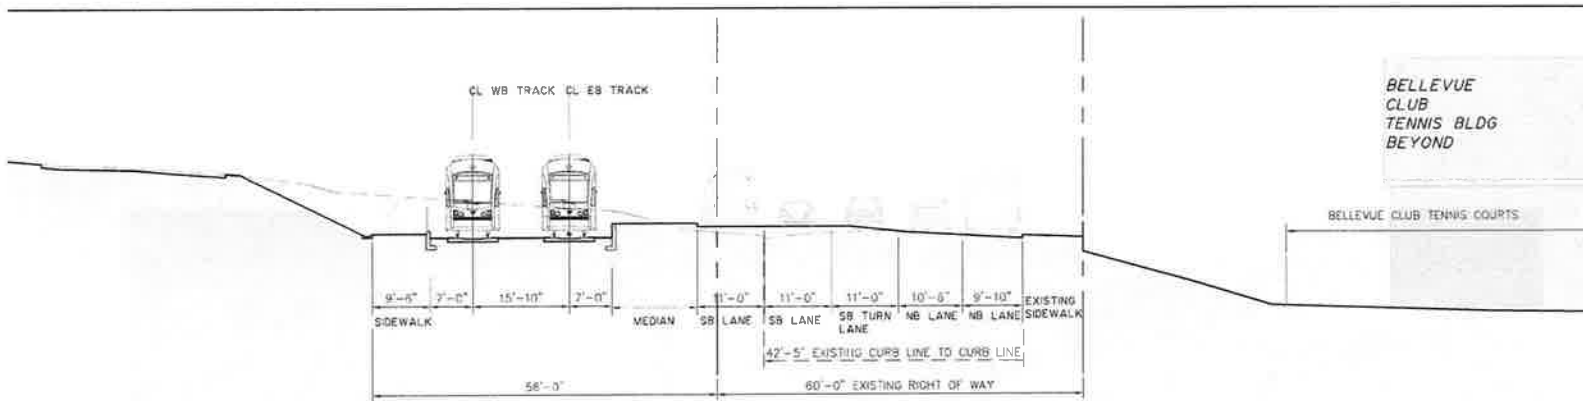 CL WB TRACK CL EB TRACK
BELLEVUE
CLUB
TENNIS BLDG
BEYOND
BELLEVUE CLUB TENNIS COURTS
9'-6" 7'-0" 15'-10" 7'-0" 11'-0" 11'-0" 11'-0" 10'-6" 9'-10"
SIDEWALK MEDIAN SB LANE SB LANE SB TURN LANE NB LANE NB LANE EXISTING SIDEWALK
42'-5" EXISTING CURB LINE TO CURB LINE
56'-0" 60'-0" EXISTING RIGHT OF WAY